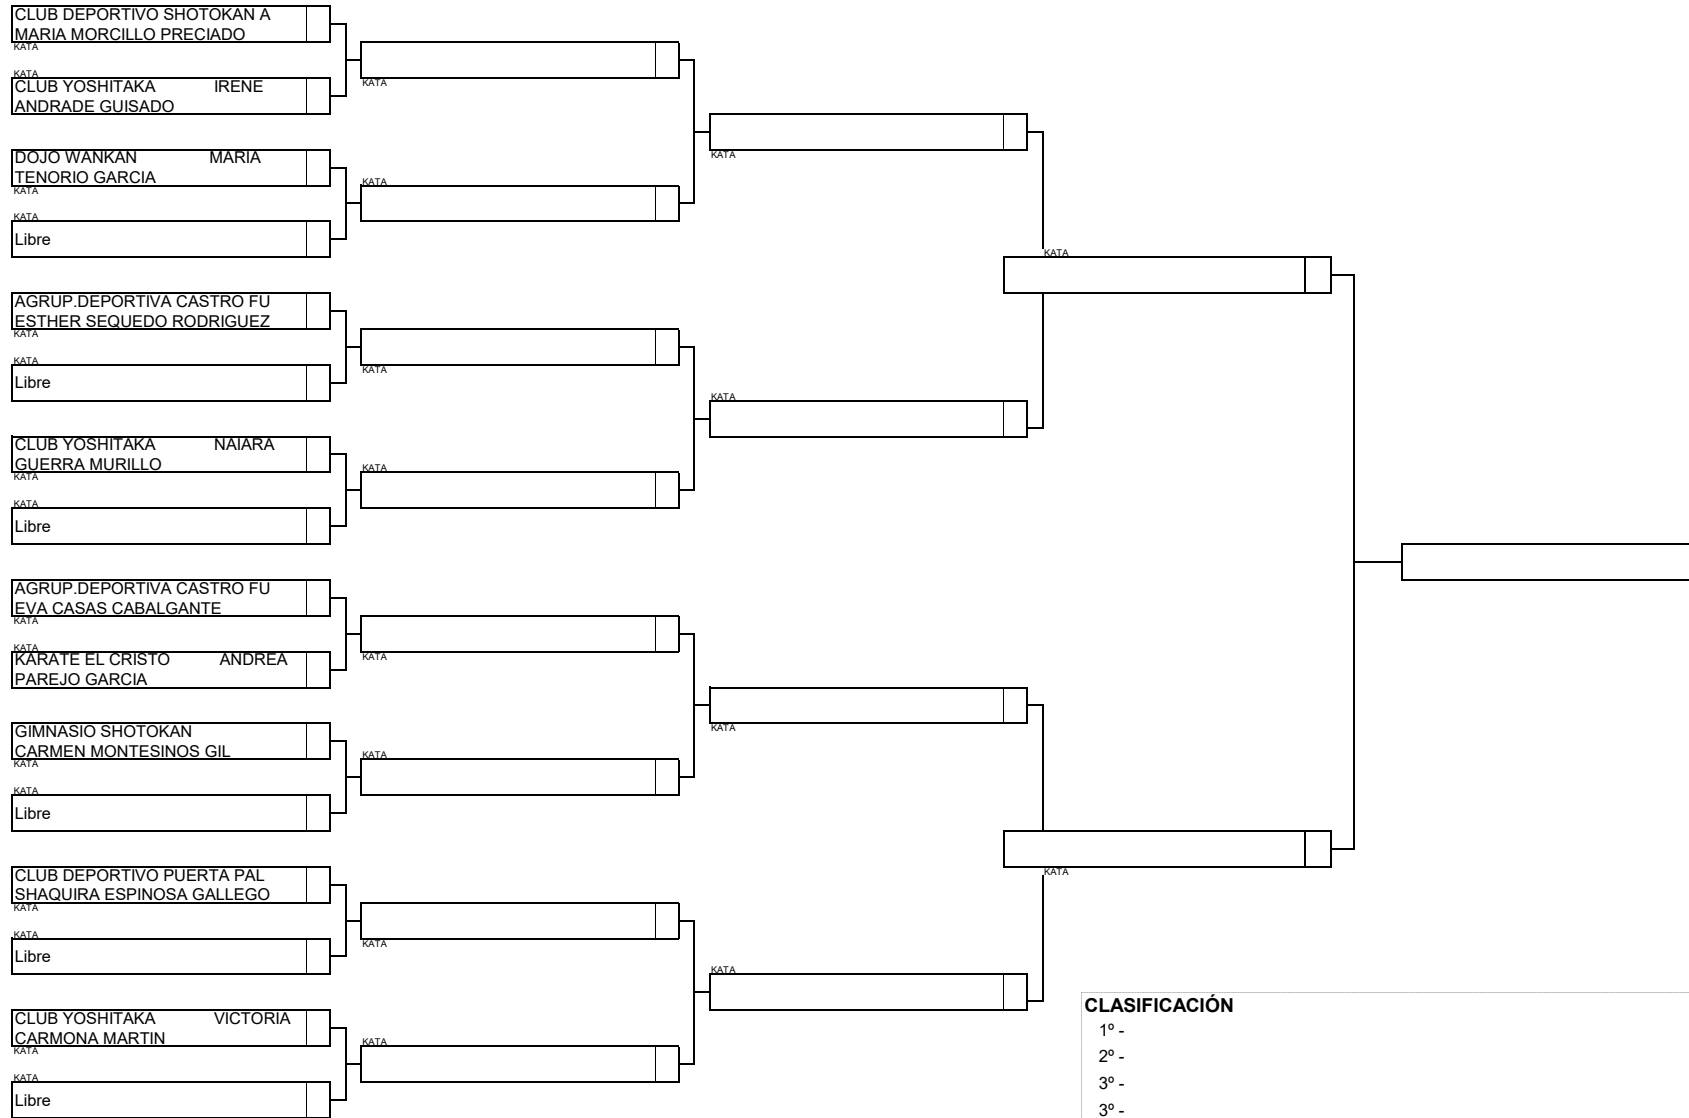 CLUB DEPORTIVO SHOTOKAN A
MARIA MORCILLO PRECIADO
KATA
KATA
CLUB YOSHITAKA IRENE
ANDRADE GUISADO
DOJO WANKAN MARIA
TENORIO GARCIA
KATA
KATA
Libre
AGRUP.DEPORTIVA CASTRO FU
ESTHER SEQUEDO RODRIGUEZ
KATA
KATA
Libre
CLUB YOSHITAKA NAIARA
GUERRA MURILLO
KATA
KATA
Libre
AGRUP.DEPORTIVA CASTRO FU
EVA CASAS CABALGANTE
KATA
KATA
KARATE EL CRISTO ANDREA
PAREJO GARCIA
GIMNASIO SHOTOKAN
CARMEN MONTESINOS GIL
KATA
KATA
Libre
CLUB DEPORTIVO PUERTA PAL
SHAQUIRA ESPINOSA GALLEGO
KATA
KATA
Libre
CLUB YOSHITAKA VICTORIA
CARMONA MARTIN
KATA
KATA
Libre
KATA
KATA
KATA
KATA
KATA
KATA
KATA
KATA
KATA
KATA
KATA
KATA
KATA
KATA
CLASIFICACIÓN
1º -
2º -
3º -
3º -